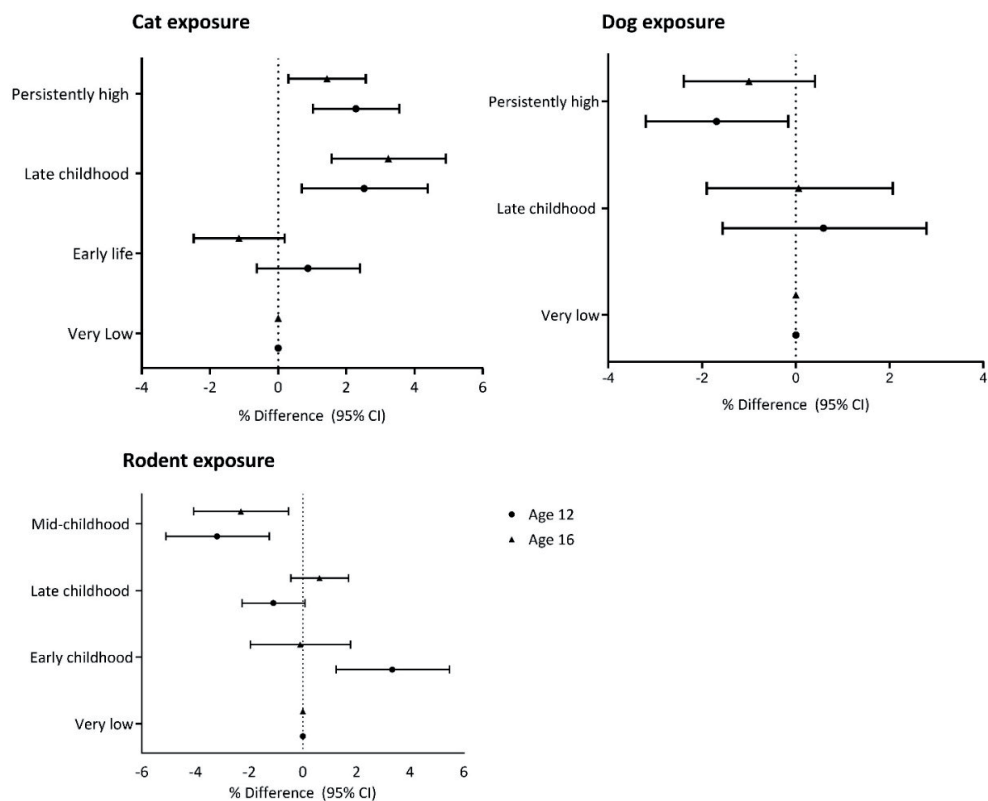 Cat exposure
Persistently high
Late childhood
Early life
Very Low
-4 -2 0 2 4 6
% Difference (95% CI)
Dog exposure
Persistently high
Late childhood
Very low
-4 -2 0 2 4
% Difference (95% CI)
Rodent exposure
Mid-childhood
Late childhood
Early childhood
Very low
-6 -4 -2 0 2 4 6
% Difference (95% CI)
Age 12
Age 16